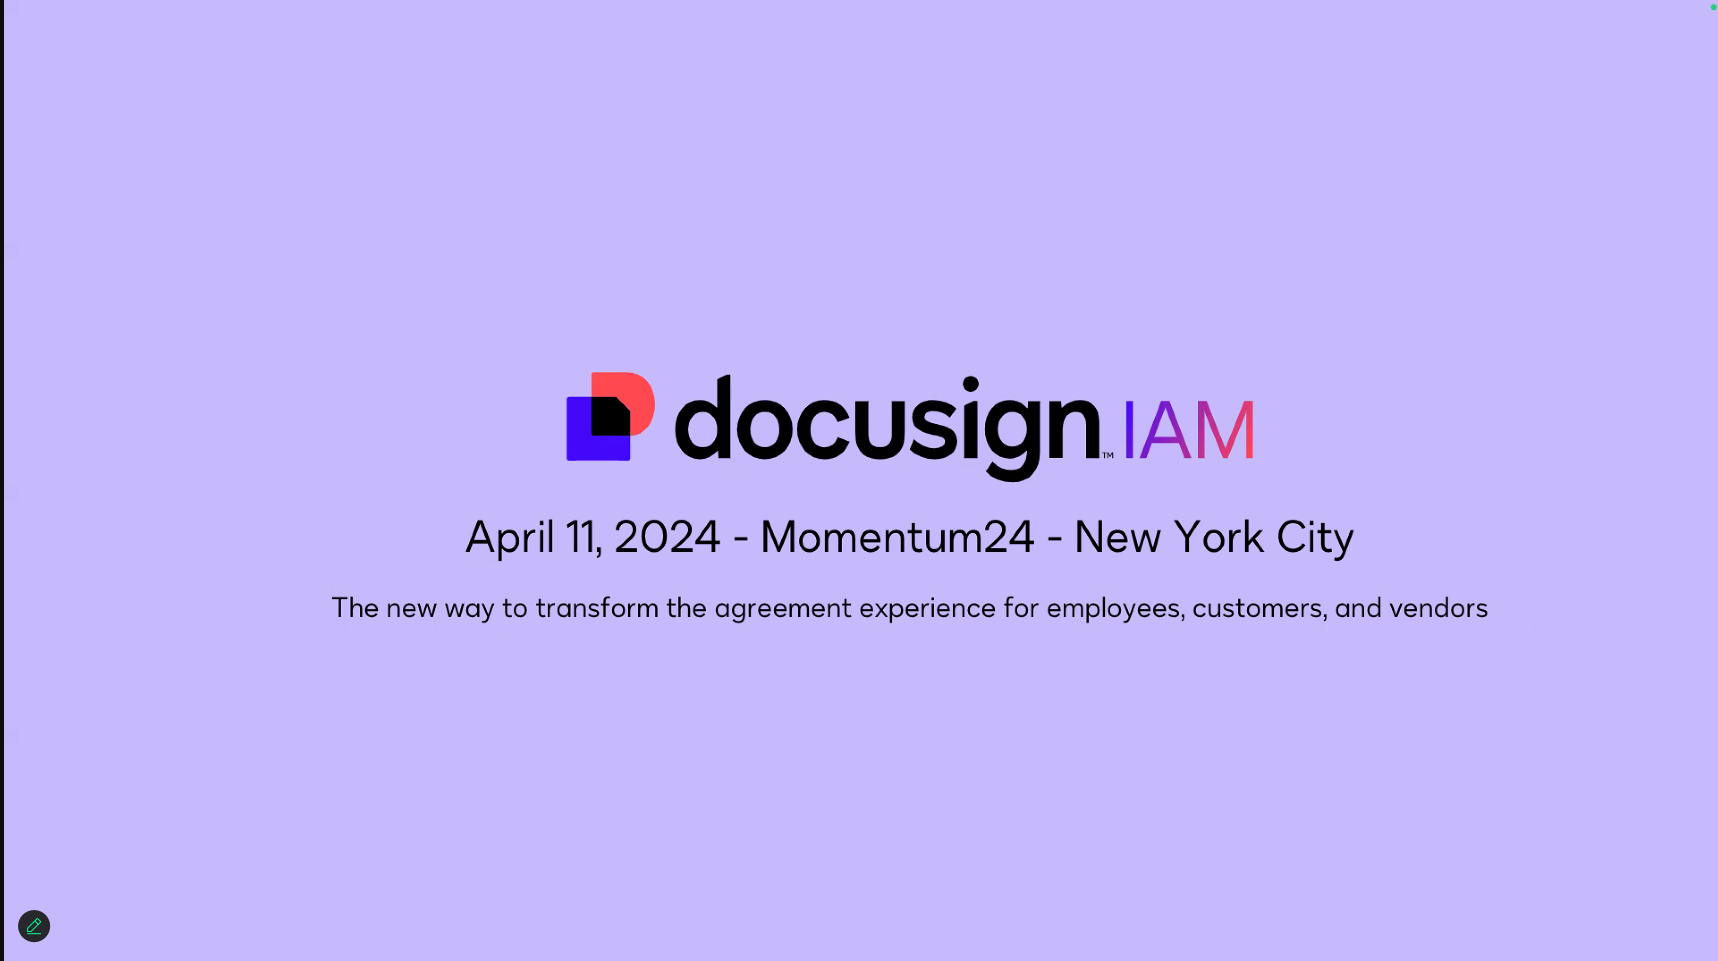 docusign™ IAM
April 11, 2024 - Momentum24 - New York City
The new way to transform the agreement experience for employees, customers, and vendors